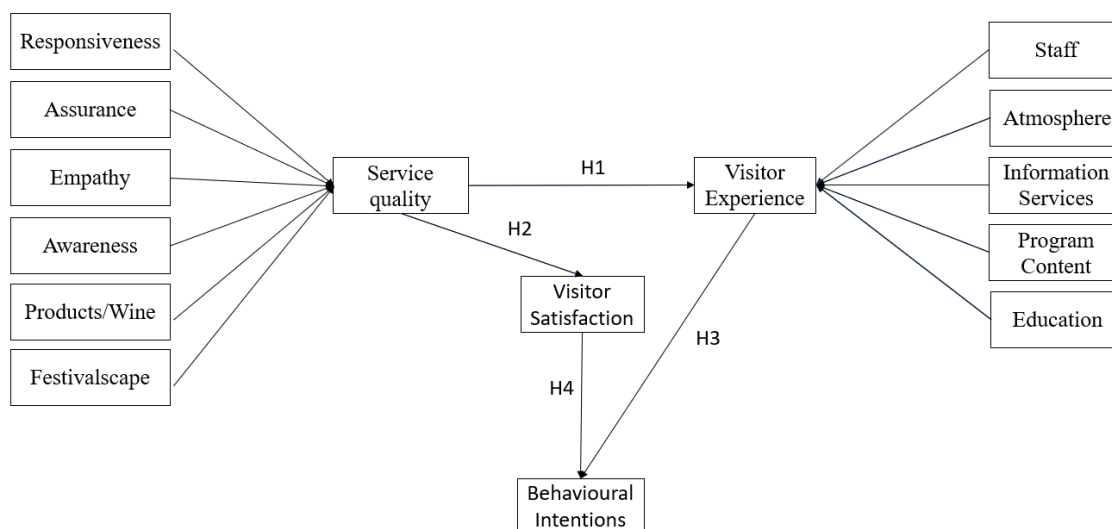 Responsiveness
Assurance
Empathy
Awareness
Products/Wine
Festivalscape
Service
quality
H1
H2
Visitor
Experience
Visitor
Satisfaction
H3
H4
Behavioural
Intentions
Staff
Atmosphere
Information
Services
Program
Content
Education